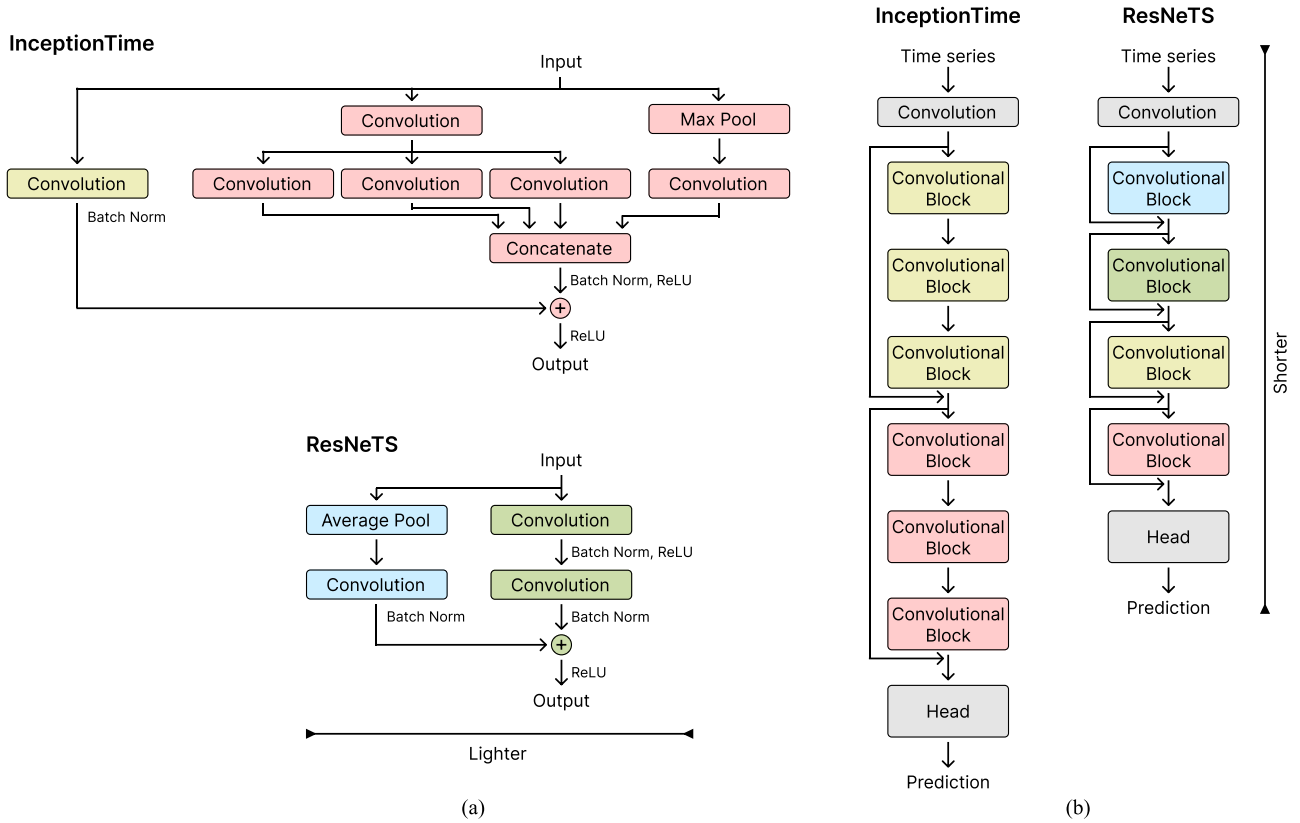 InceptionTime
Input
Convolution
Max Pool
Convolution
Convolution
Convolution
Convolution
Convolution
Batch Norm
Concatenate
Batch Norm, ReLU
+
ReLU
Output
ResNeTS
Input
Average Pool
Convolution
Batch Norm, ReLU
Convolution
Convolution
Batch Norm
Batch Norm
+
ReLU
Output
Lighter
(a)
InceptionTime
Time series
Convolution
Convolutional
Block
Convolutional
Block
Convolutional
Block
Convolutional
Block
Convolutional
Block
Convolutional
Block
Head
Prediction
ResNeTS
Time series
Convolution
Convolutional
Block
Convolutional
Block
Convolutional
Block
Convolutional
Block
Head
Prediction
Shorter
(b)